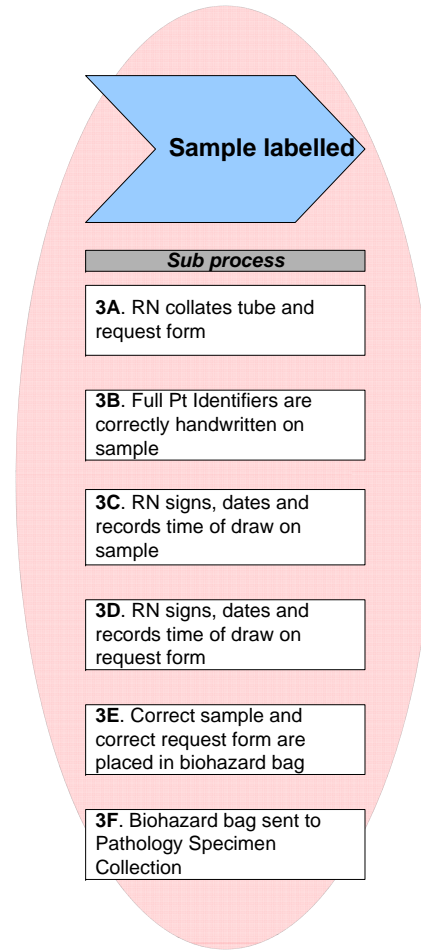 Sample labelled
Sub process
3A. RN collates tube and
request form
3B. Full Pt Identifiers are
correctly handwritten on
sample
3C. RN signs, dates and
records time of draw on
sample
3D. RN signs, dates and
records time of draw on
request form
3E. Correct sample and
correct request form are
placed in biohazard bag
3F. Biohazard bag sent to
Pathology Specimen
Collection